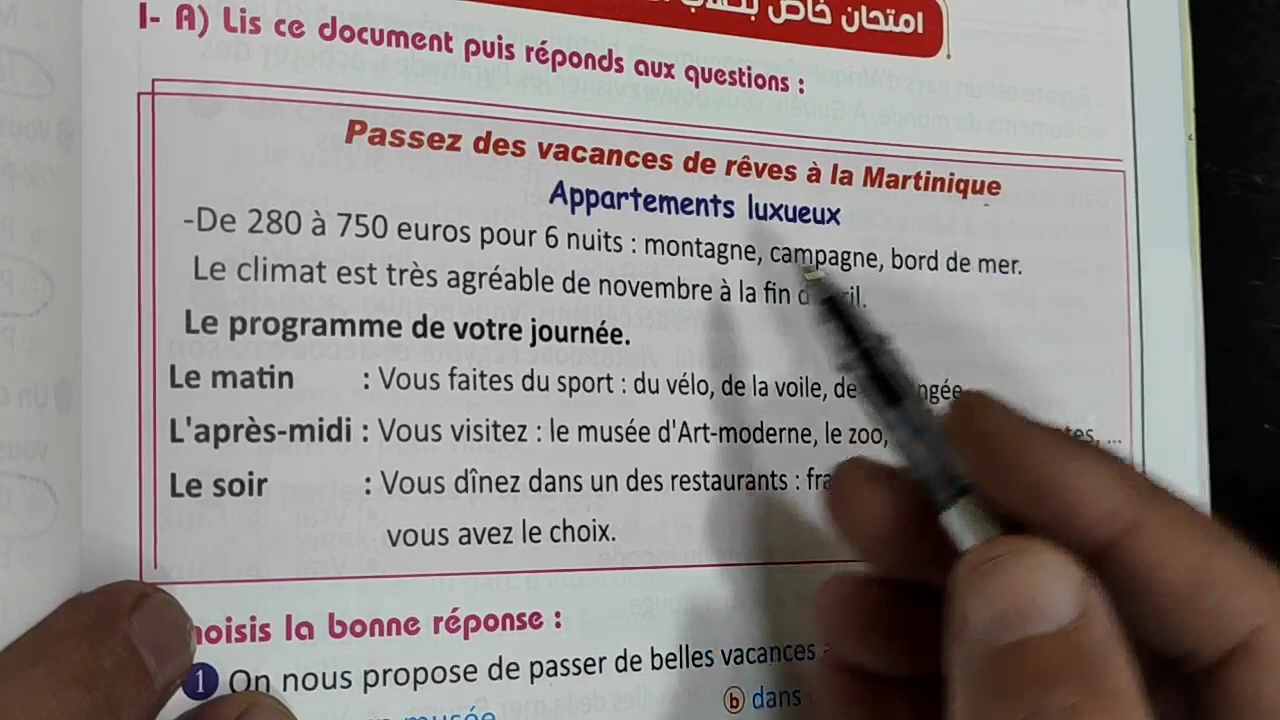 امتحان خاص
I- A) Lis ce document puis réponds aux questions :
Passez des vacances de rêves à la Martinique
Appartements luxueux
-De 280 à 750 euros pour 6 nuits : montagne, campagne, bord de mer.
Le climat est très agréable de novembre à la fin
Le programme de votre journée.
Le matin : Vous faites du sport : du vélo, de la voile, de
L'après-midi : Vous visitez : le musée d'Art-moderne, le zoo, ...
Le soir : Vous dînez dans un des restaurants :
vous avez le choix.
la bonne réponse :
1 On nous propose de passer de belles vacances
b dans